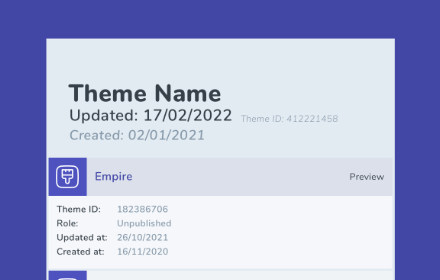 Theme Name
Updated: 17/02/2022 Theme ID: 412221458
Created: 02/01/2021
Empire Preview
Theme ID: 182386706
Role: Unpublished
Updated at: 26/10/2021
Created at: 16/11/2020